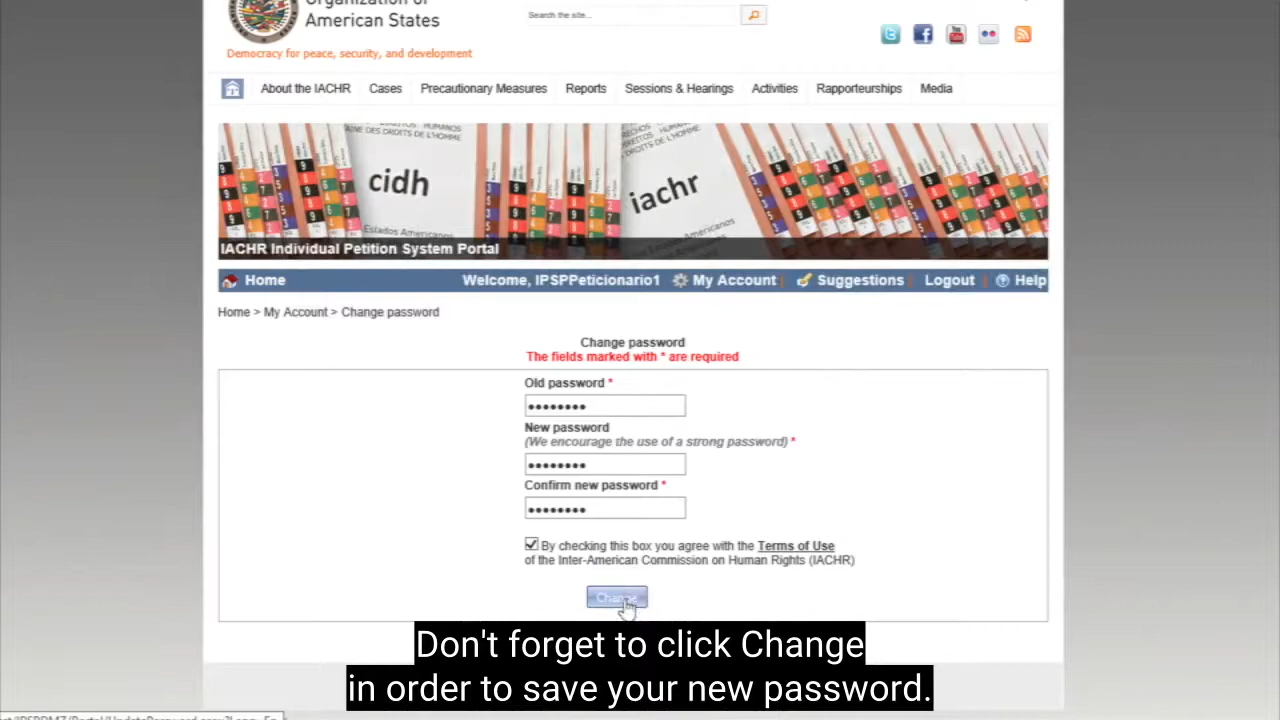 Organization of
American States
Democracy for peace, security, and development
Search the site...
About the IACHR Cases Precautionary Measures Reports Sessions & Hearings Activities Rapporteurships Media
cidh
iachr
Estados Americanos
IACHR Individual Petition System Portal
Home Welcome, IPSPPeticionario1 My Account Suggestions Logout Help
Home > My Account > Change password
Change password
The fields marked with * are required
Old password *
New password
(We encourage the use of a strong password) *
Confirm new password *
By checking this box you agree with the Terms of Use
of the Inter-American Commission on Human Rights (IACHR)
Change
Don't forget to click Change
in order to save your new password.